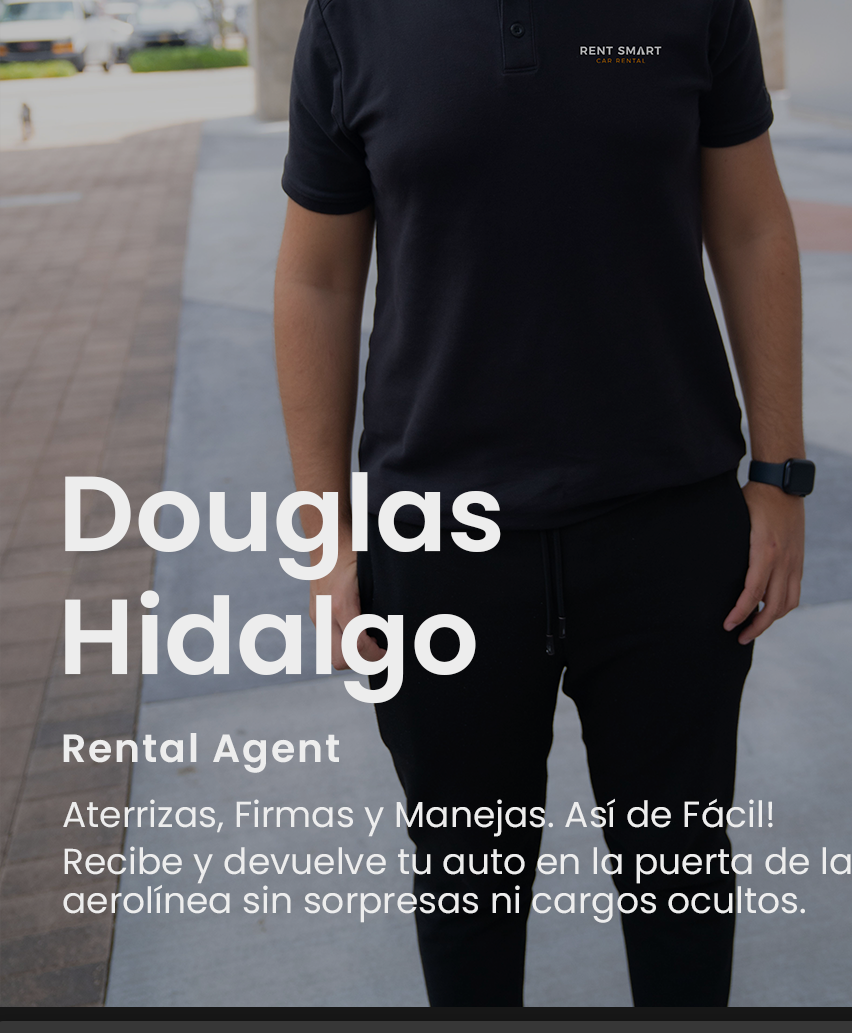 RENT SMART
CAR RENTAL
Douglas
Hidalgo
Rental Agent
Aterrizas, Firmas y Manejas. Así de Fácil!
Recibe y devuelve tu auto en la puerta de la
aerolínea sin sorpresas ni cargos ocultos.